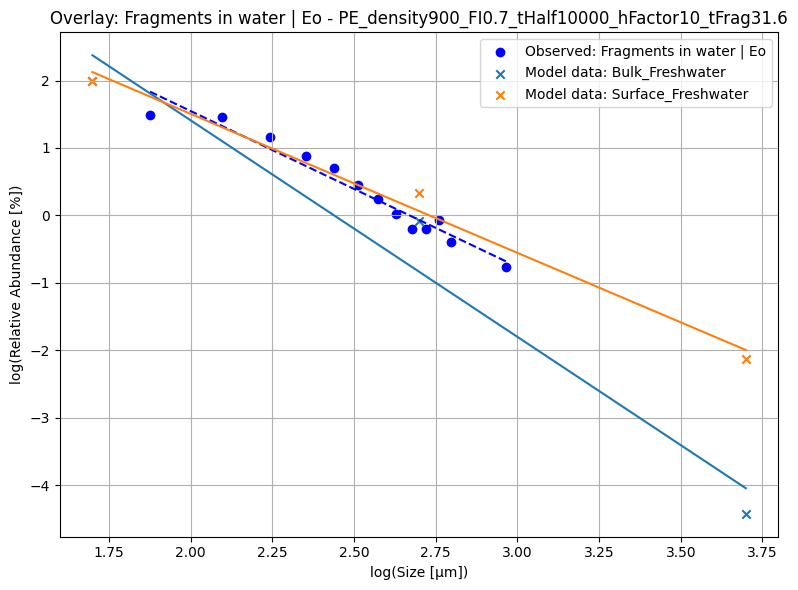 Overlay: Fragments in water | Eo - PE_density900_FI0.7_tHalf10000_hFactor10_tFrag31.6
Observed: Fragments in water | Eo
Model data: Bulk_Freshwater
Model data: Surface_Freshwater
log(Relative Abundance [%])
2
1
0
−1
−2
−3
−4
1.75
2.00
2.25
2.50
2.75
3.00
3.25
3.50
3.75
log(Size [μm])